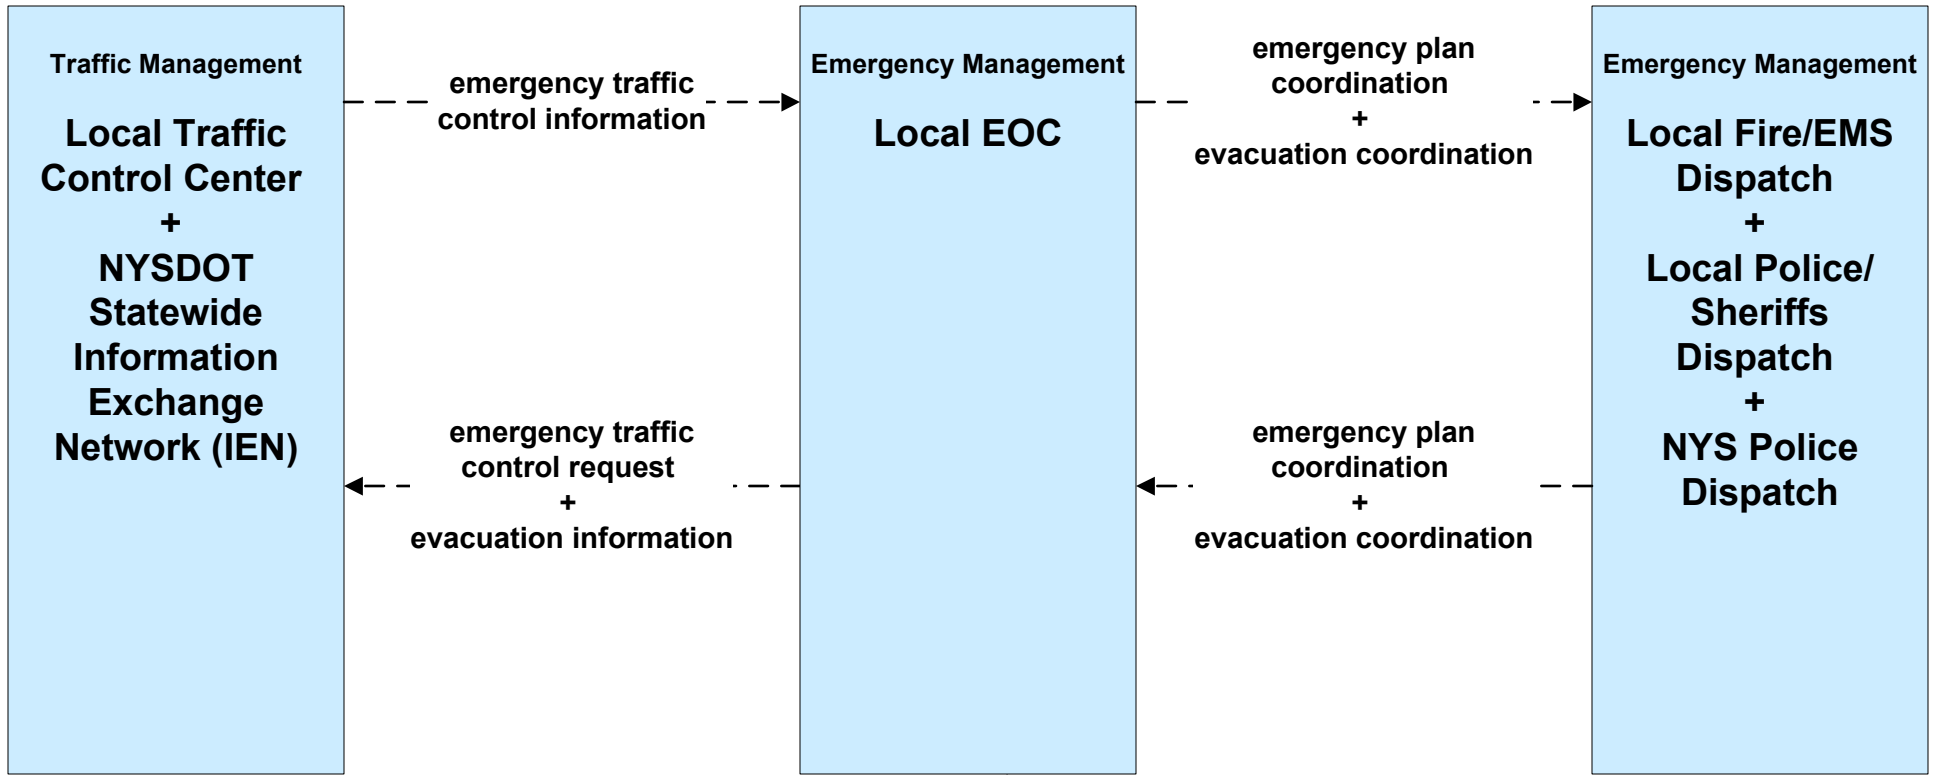 Traffic Management
Local Traffic
Control Center
+
NYSDOT
Statewide
Information
Exchange
Network (IEN)
emergency traffic
control information
emergency traffic
control request
+
evacuation information
Emergency Management
Local EOC
emergency plan
coordination
+
evacuation coordination
emergency plan
coordination
+
evacuation coordination
Emergency Management
Local Fire/EMS
Dispatch
+
Local Police/
Sheriffs
Dispatch
+
NYS Police
Dispatch